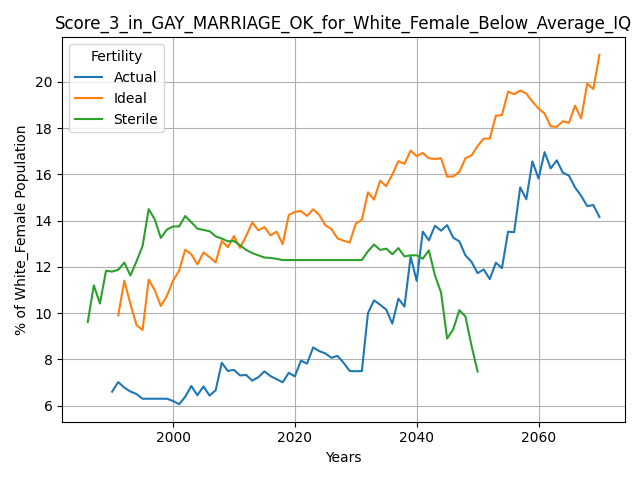 Score_3_in_GAY_MARRIAGE_OK_for_White_Female_Below_Average_IQ
Fertility
Actual
Ideal
Sterile
% of White_Female Population
20
18
16
14
12
10
8
6
2000
2020
2040
2060
Years